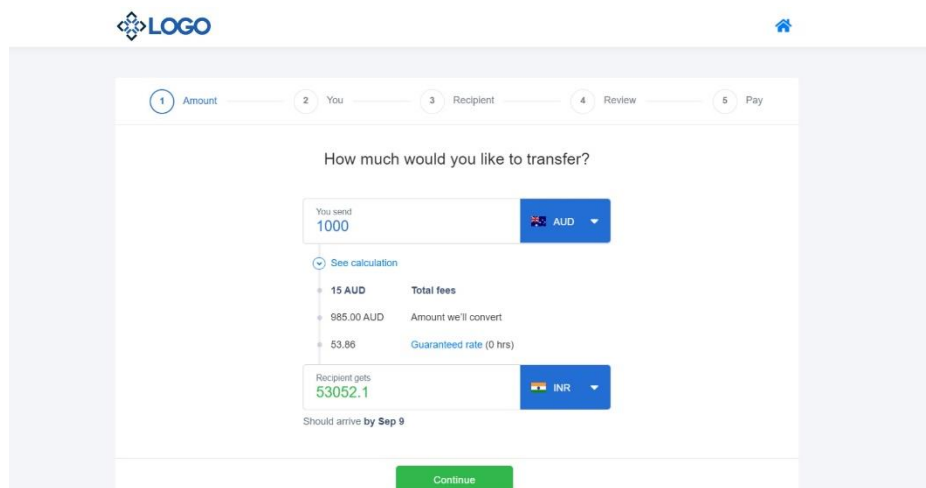 LOGO
1 Amount 2 You 3 Recipient 4 Review 5 Pay
How much would you like to transfer?
You send
1000
AUD
See calculation
15 AUD Total fees
985.00 AUD Amount we'll convert
53.86 Guaranteed rate (0 hrs)
Recipient gets
53052.1
INR
Should arrive by Sep 9
Continue